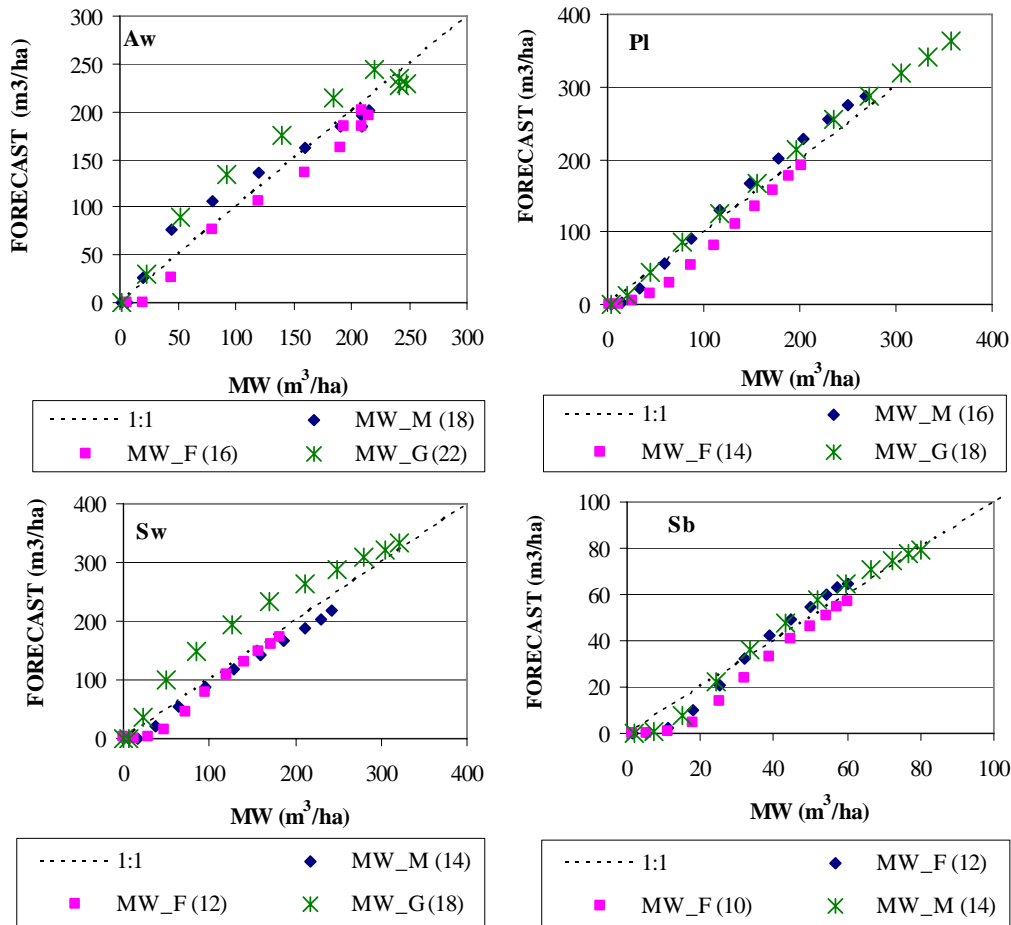 Aw
FORECAST (m3/ha)
300
250
200
150
100
50
0
0 50 100 150 200 250 300
MW (m³/ha)
1:1
MW_M (18)
MW_F (16)
MW_G (22)
Pl
FORECAST (m3/ha)
400
300
200
100
0
0 100 200 300 400
MW (m³/ha)
1:1
MW_M (16)
MW_F (14)
MW_G (18)
Sw
FORECAST (m3/ha)
400
300
200
100
0
0 100 200 300 400
MW (m³/ha)
1:1
MW_M (14)
MW_F (12)
MW_G (18)
Sb
FORECAST (m3/ha)
100
80
60
40
20
0
0 20 40 60 80 100
MW (m³/ha)
1:1
MW_F (12)
MW_F (10)
MW_M (14)